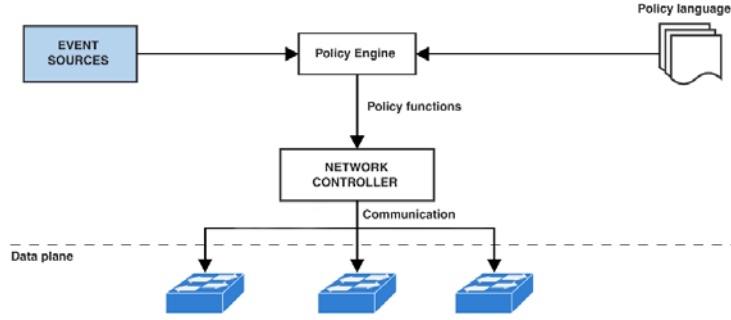 Policy language
EVENT
SOURCES
Policy Engine
Policy functions
NETWORK
CONTROLLER
Communication
Data plane